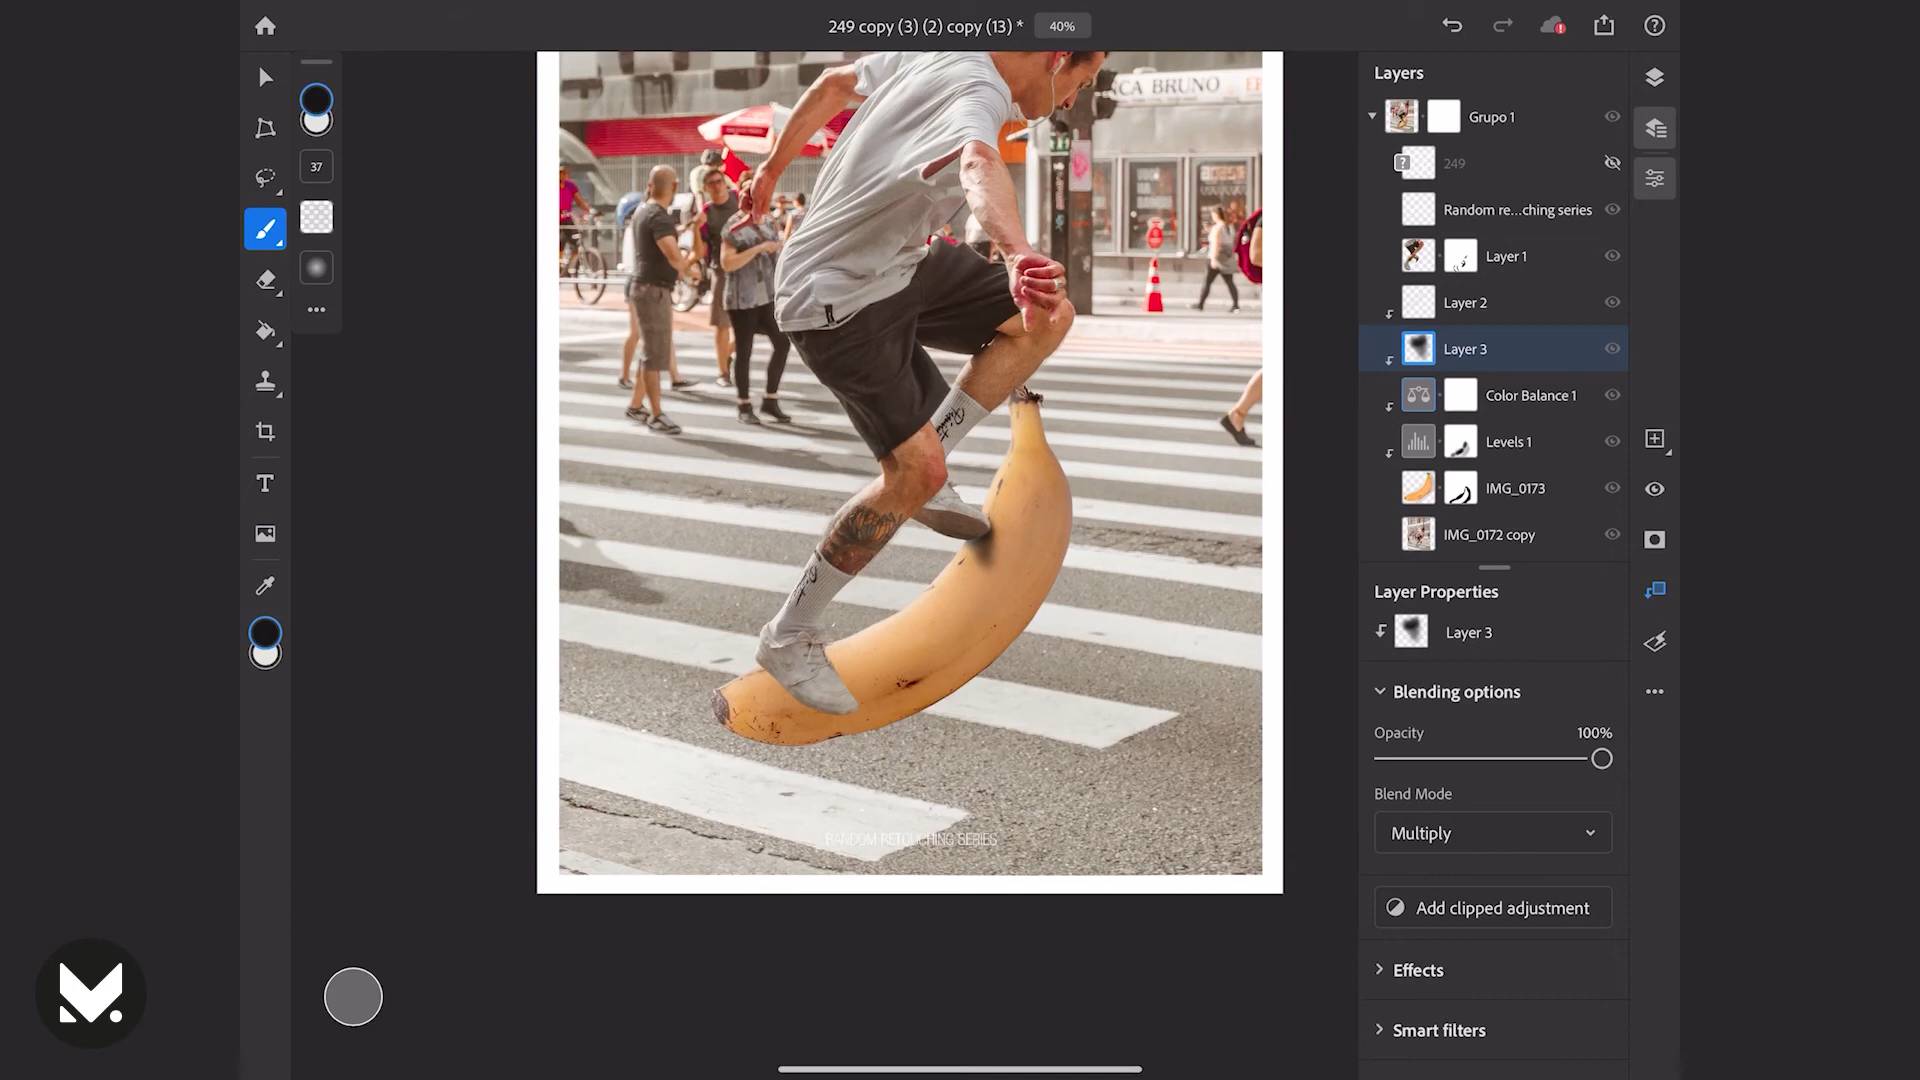 249 copy (3) (2) copy (13) *
40%
Layers
Grupo 1
249
Random re...ching series
Layer 1
Layer 2
Layer 3
Color Balance 1
Levels 1
IMG_0173
IMG_0172 copy
Layer Properties
Layer 3
Blending options
Opacity
100%
Blend Mode
Multiply
Add clipped adjustment
Effects
Smart filters
37
T
CA BRUNO
RANDOM RETOUCHING SERIES
M.